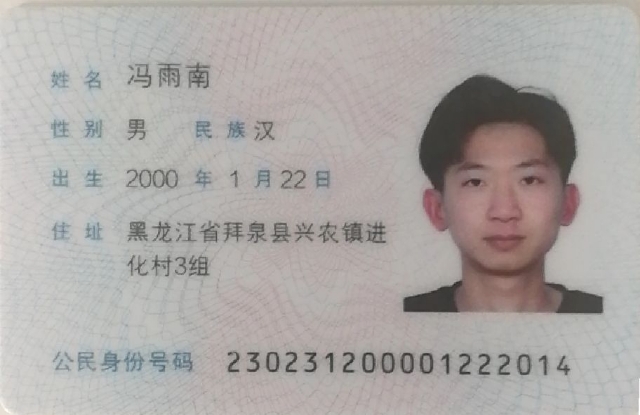 姓名 冯雨南
性别 男 民族 汉
出生 2000 年 1 月 22 日
住址 黑龙江省拜泉县兴农镇进
化村3组
公民身份号码 230231200001222014